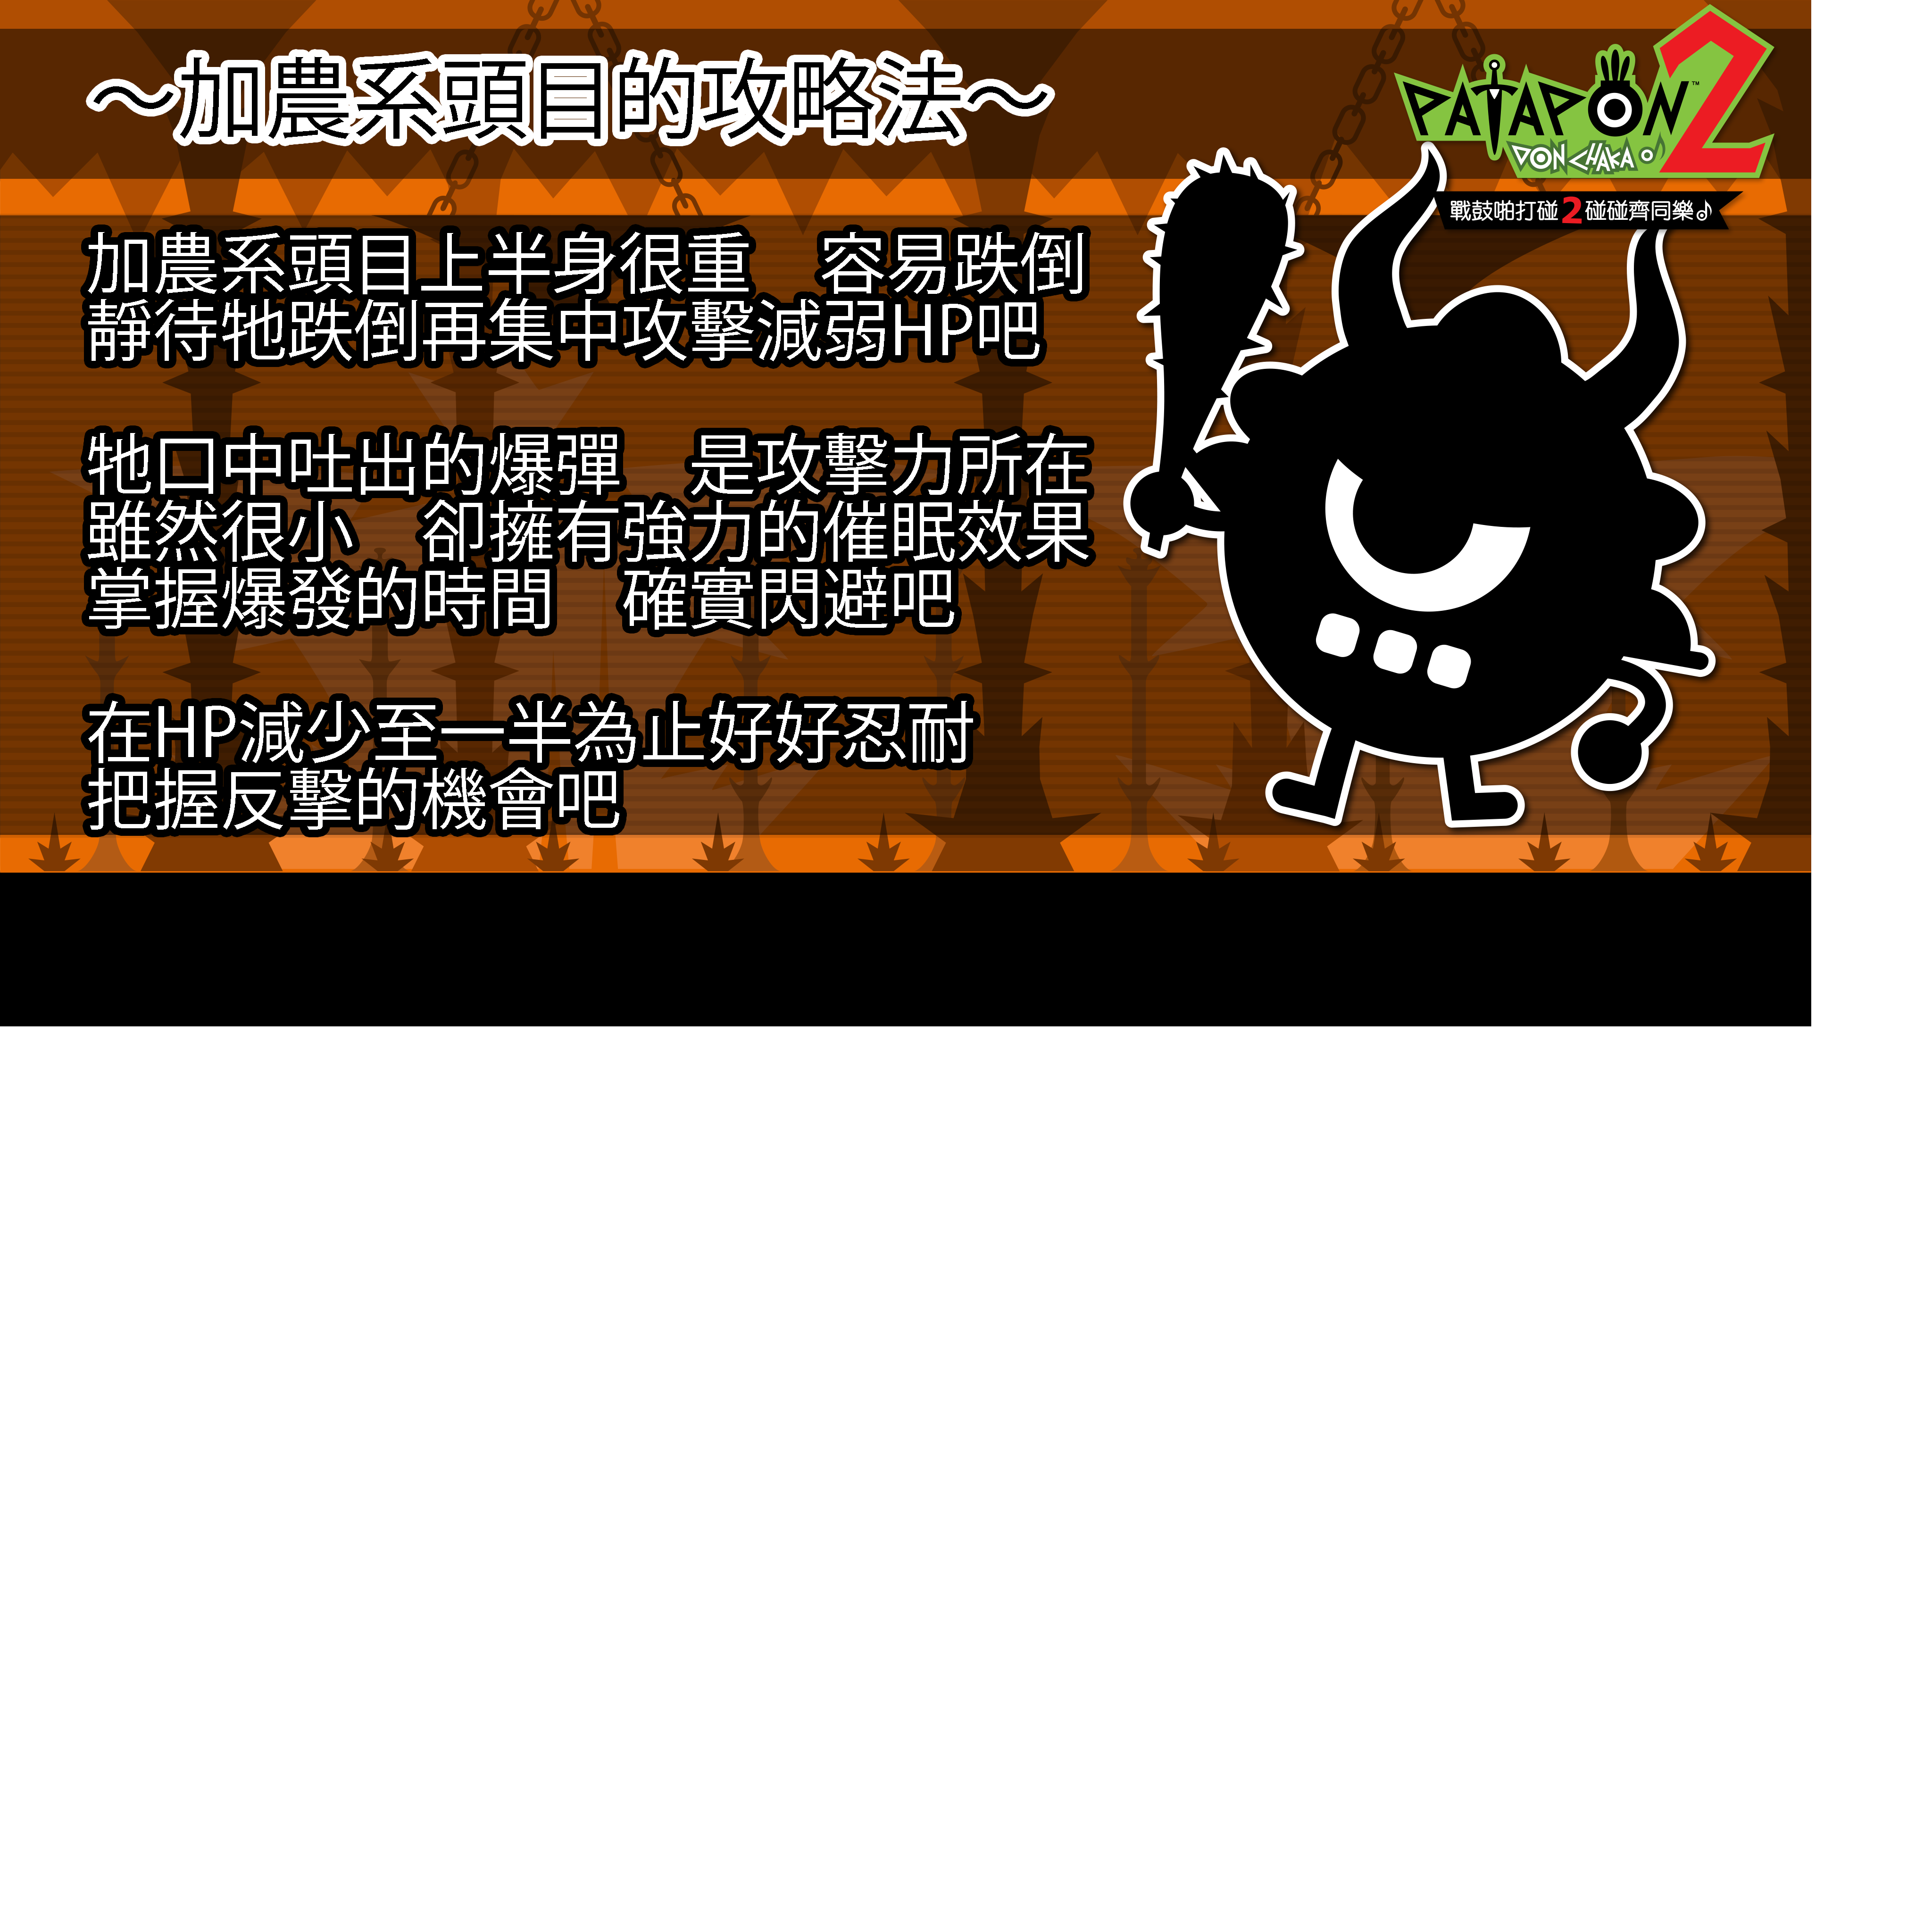 ～加農系頭目的攻略法～
PATAPON 2™
DON CHAKA♪
戰鼓啪打碰2碰碰齊同樂♪
加農系頭目上半身很重　容易跌倒
靜待牠跌倒再集中攻擊減弱HP吧
牠口中吐出的爆彈　是攻擊力所在
雖然很小　卻擁有強力的催眠效果
掌握爆發的時間　確實閃避吧
在HP減少至一半為止好好忍耐
把握反擊的機會吧